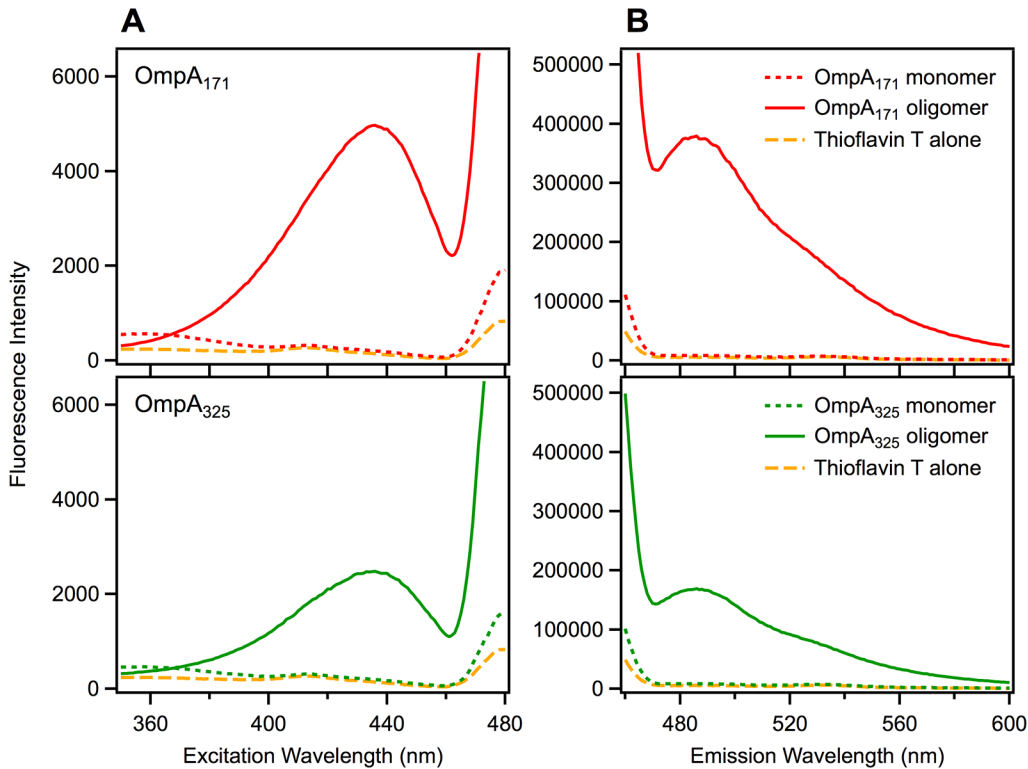 A
B
Fluorescence Intensity
OmpA171
6000
4000
2000
0
OmpA171 monomer
OmpA171 oligomer
Thioflavin T alone
500000
400000
300000
200000
100000
0
OmpA325
6000
4000
2000
0
360
400
440
480
Excitation Wavelength (nm)
OmpA325 monomer
OmpA325 oligomer
Thioflavin T alone
500000
400000
300000
200000
100000
0
480
520
560
600
Emission Wavelength (nm)